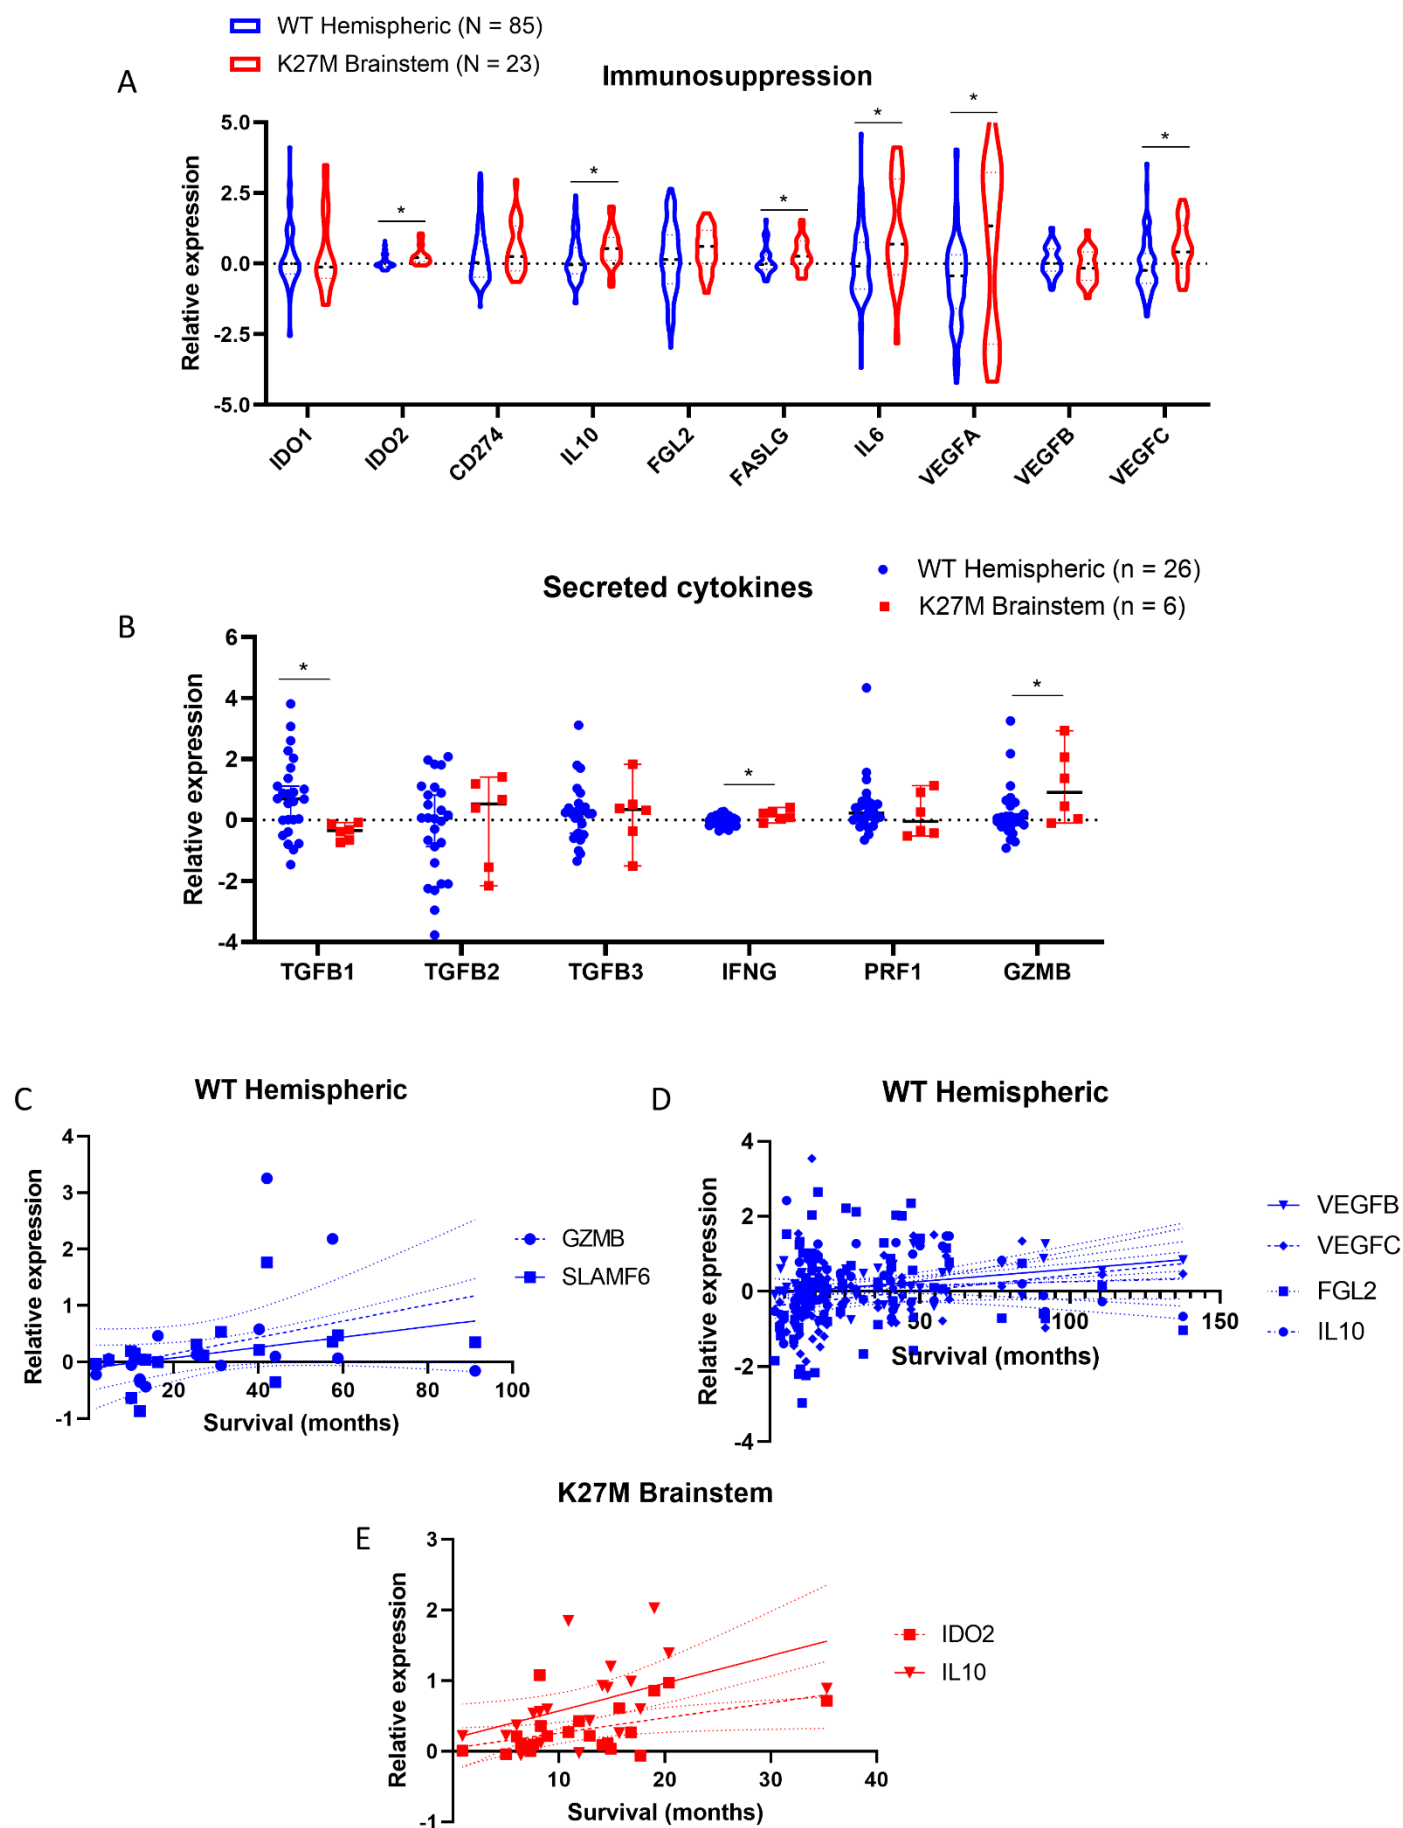 WT Hemispheric (N = 85)
K27M Brainstem (N = 23)
A
Immunosuppression
*
*
*
*
*
*
5.0
2.5
0.0
-2.5
-5.0
Relative expression
IDO1
IDO2
CD274
IL10
FGL2
FASLG
IL6
VEGFA
VEGFB
VEGFC
B
Secreted cytokines
WT Hemispheric (n = 26)
K27M Brainstem (n = 6)
*
*
*
6
4
2
0
-2
-4
Relative expression
TGFB1
TGFB2
TGFB3
IFNG
PRF1
GZMB
C
WT Hemispheric
4
3
2
1
0
-1
Relative expression
20
40
60
80
100
Survival (months)
GZMB
SLAMF6
D
WT Hemispheric
4
2
0
-2
-4
Relative expression
50
100
150
Survival (months)
VEGFB
VEGFC
FGL2
IL10
E
K27M Brainstem
3
2
1
0
-1
Relative expression
10
20
30
40
Survival (months)
IDO2
IL10